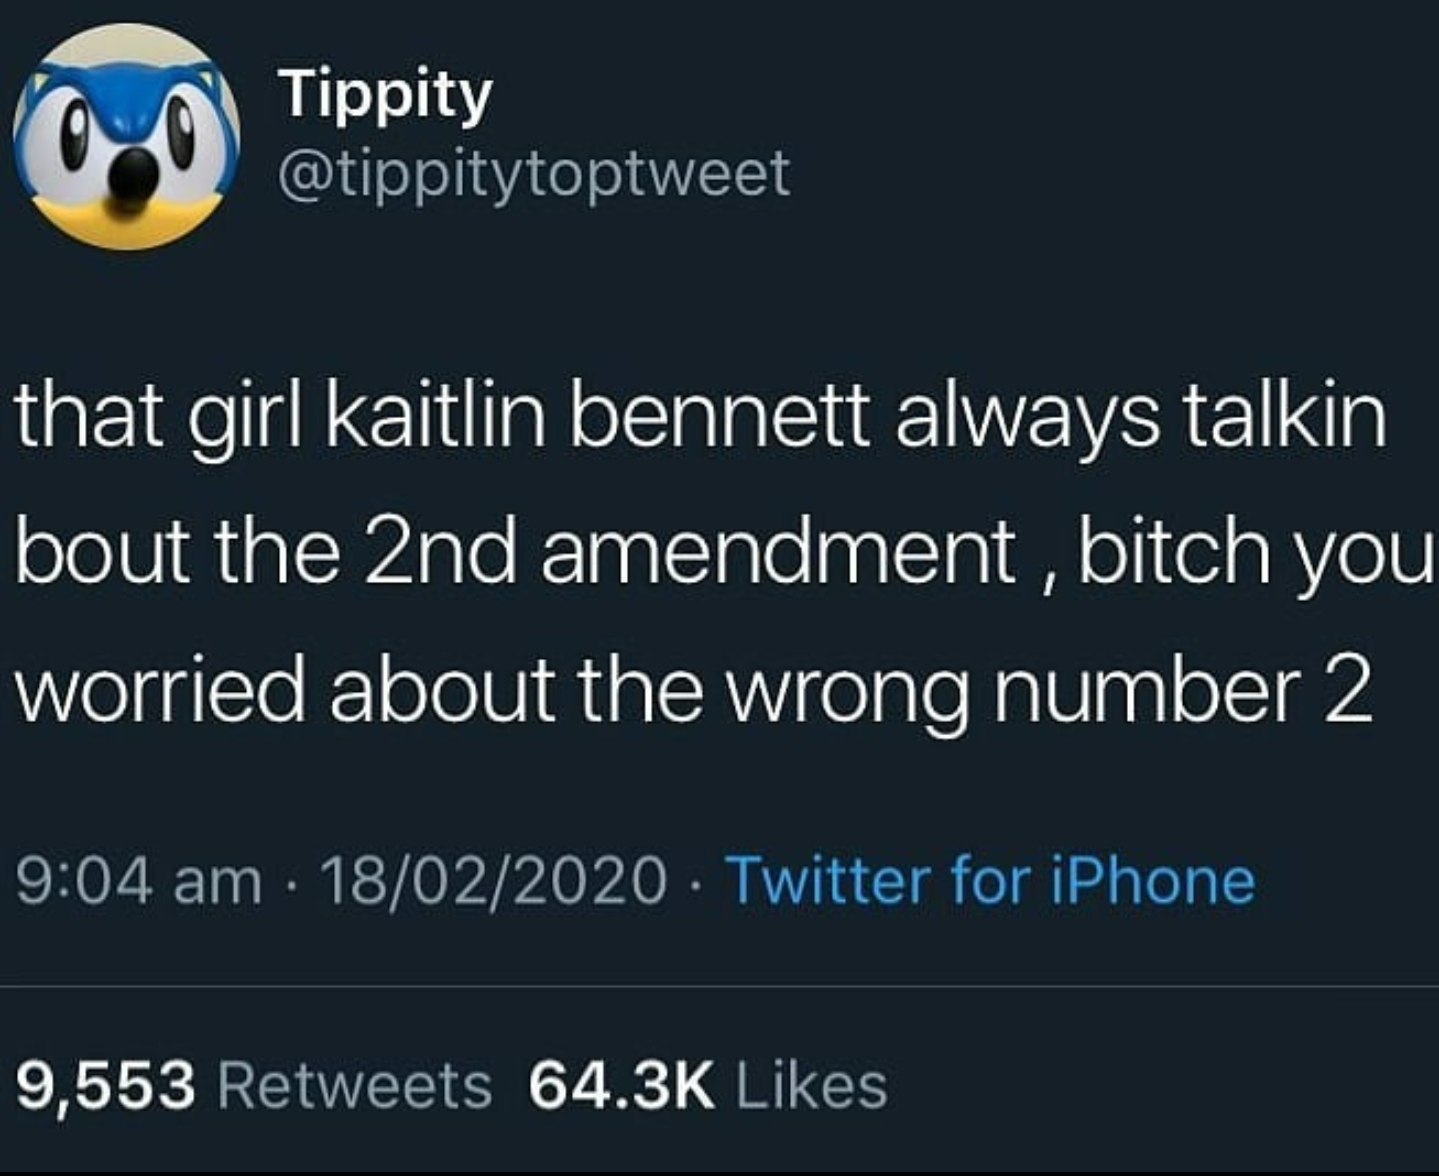 Tippity
@tippitytoptweet
that girl kaitlin bennett always talkin
bout the 2nd amendment , bitch you
worried about the wrong number 2
9:04 am · 18/02/2020 · Twitter for iPhone
9,553 Retweets 64.3K Likes